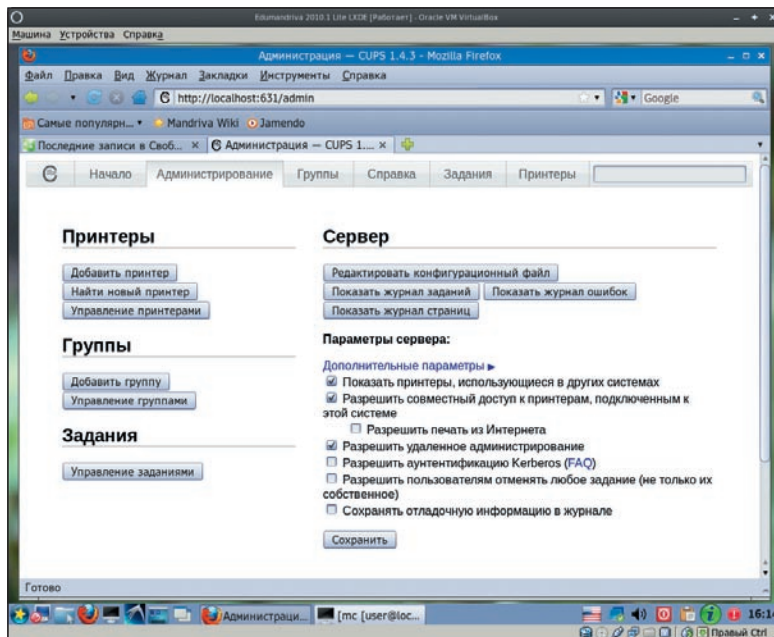 Edumandriva 2010.1 Lite LXDE [Работает] - Oracle VM VirtualBox
Машина Устройства Справка
Администрация — CUPS 1.4.3 - Mozilla Firefox
Файл Правка Вид Журнал Закладки Инструменты Справка
http://localhost:631/admin
Google
Самые популярн... Mandriva Wiki Jamendo
Последние записи в Своб... Администрация — CUPS 1....
Начало Администрирование Группы Справка Задания Принтеры
Принтеры
Добавить принтер
Найти новый принтер
Управление принтерами
Группы
Добавить группу
Управление группами
Задания
Управление заданиями
Сервер
Редактировать конфигурационный файл
Показать журнал заданий Показать журнал ошибок
Показать журнал страниц
Параметры сервера:
Дополнительные параметры ▸
Показать принтеры, использующиеся в других системах
Разрешить совместный доступ к принтерам, подключенным к
этой системе
Разрешить печать из Интернета
Разрешить удаленное администрирование
Разрешить аунтентификацию Kerberos (FAQ)
Разрешить пользователям отменять любое задание (не только их
собственное)
Сохранять отладочную информацию в журнале
Сохранить
Готово
Администраци... [mc [user@loc... 16:14
Правый Ctrl